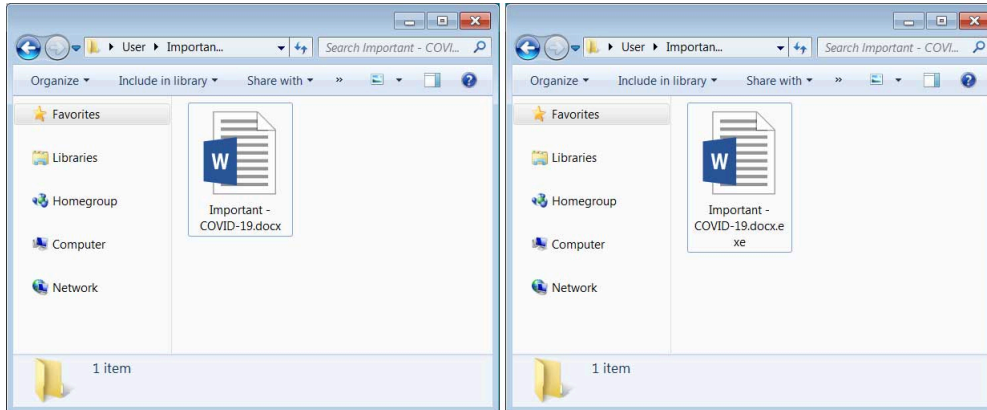 User Importan...
Search Important - COVI...
Organize
Include in library
Share with
»
Favorites
Libraries
Homegroup
Computer
Network
W
Important -
COVID-19.docx
1 item
User Importan...
Search Important - COVI...
Organize
Include in library
Share with
»
Favorites
Libraries
Homegroup
Computer
Network
W
Important -
COVID-19.docx.e
xe
1 item